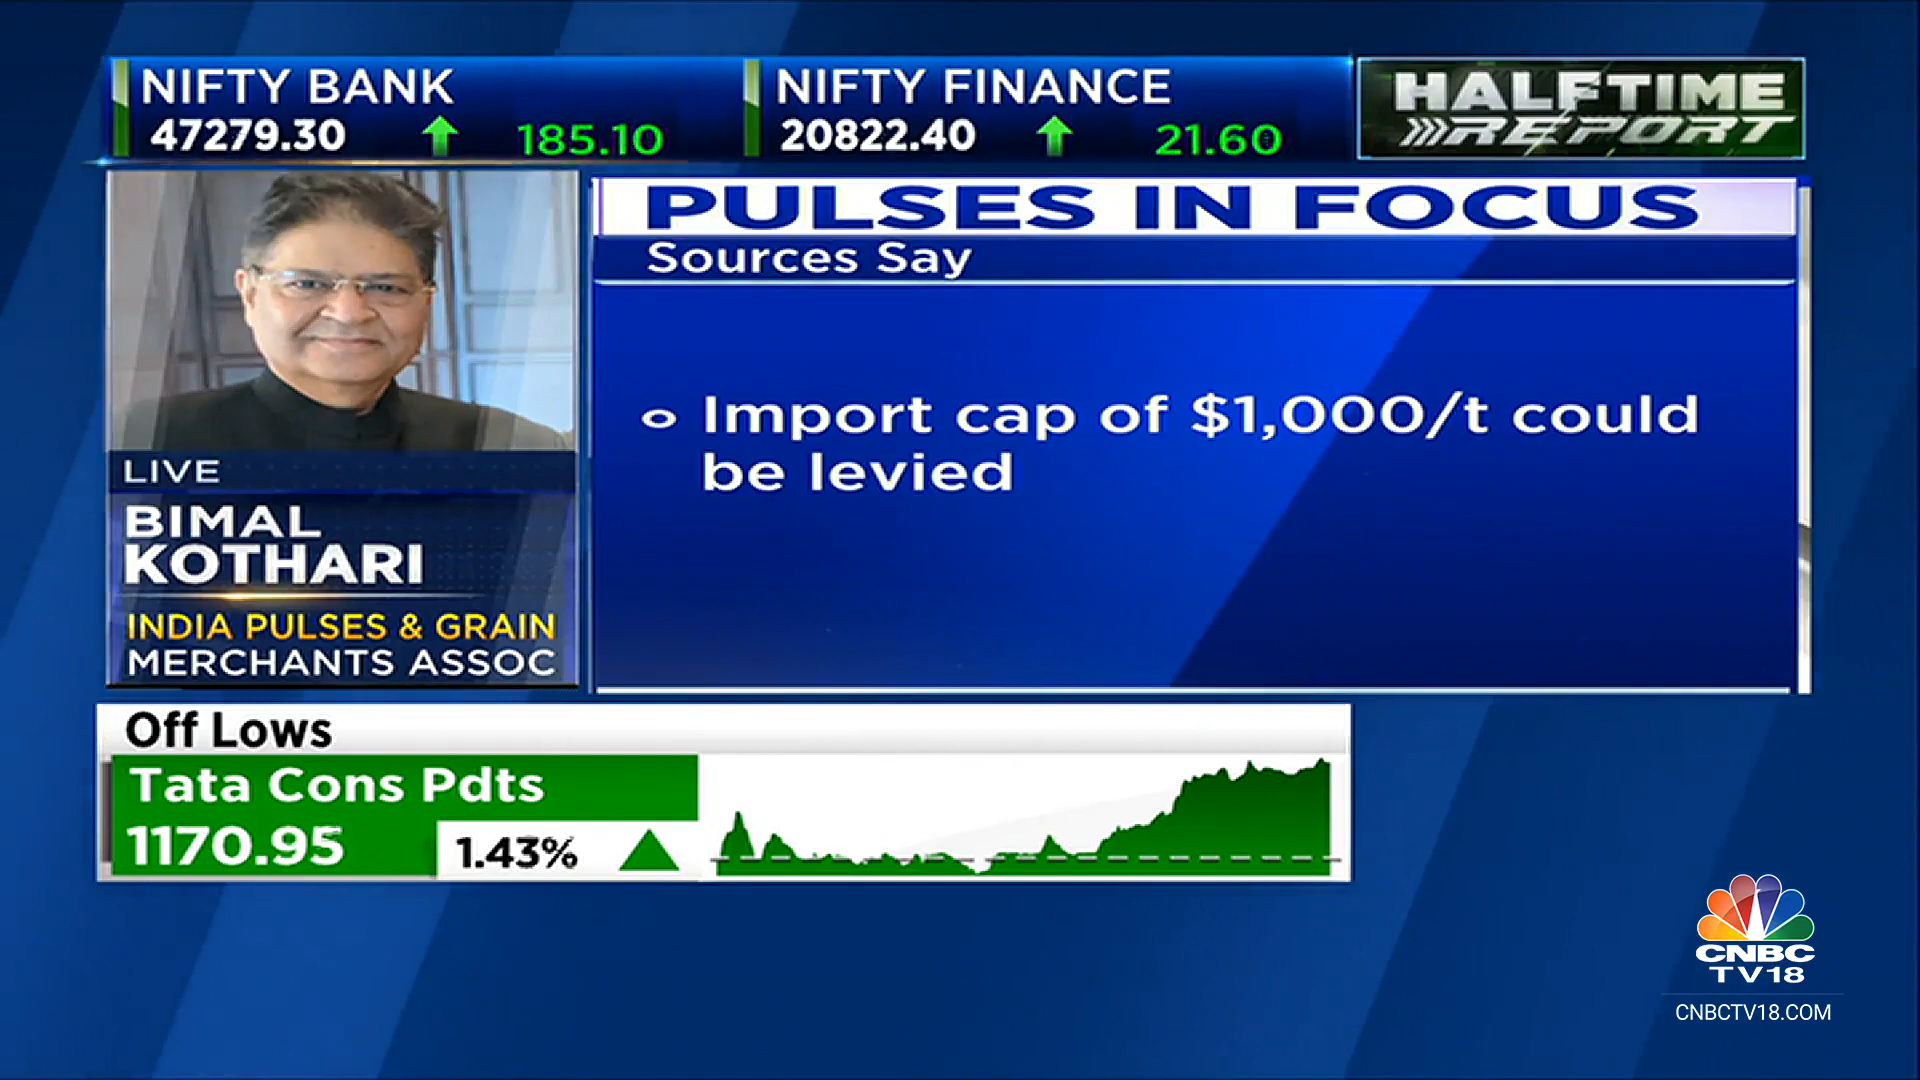 NIFTY BANK
47279.30 185.10
NIFTY FINANCE
20822.40 21.60
HALFTIME
REPORT
PULSES IN FOCUS
Sources Say
Import cap of $1,000/t could
be levied
LIVE
BIMAL
KOTHARI
INDIA PULSES & GRAIN
MERCHANTS ASSOC
Off Lows
Tata Cons Pdts
1170.95 1.43%
CNBC
TV18
CNBCTV18.COM